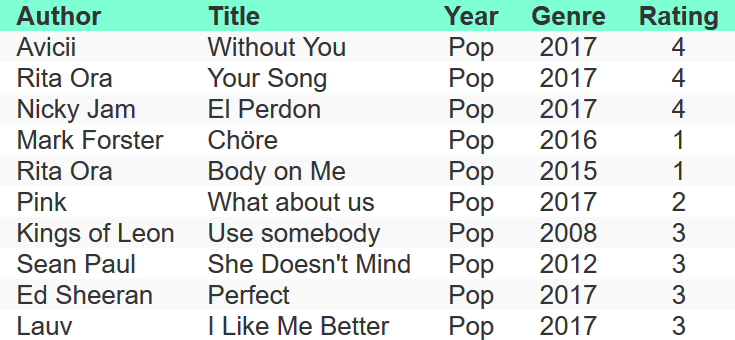 Author Title Year Genre Rating
Avicii Without You Pop 2017 4
Rita Ora Your Song Pop 2017 4
Nicky Jam El Perdon Pop 2017 4
Mark Forster Chöre Pop 2016 1
Rita Ora Body on Me Pop 2015 1
Pink What about us Pop 2017 2
Kings of Leon Use somebody Pop 2008 3
Sean Paul She Doesn't Mind Pop 2012 3
Ed Sheeran Perfect Pop 2017 3
Lauv I Like Me Better Pop 2017 3